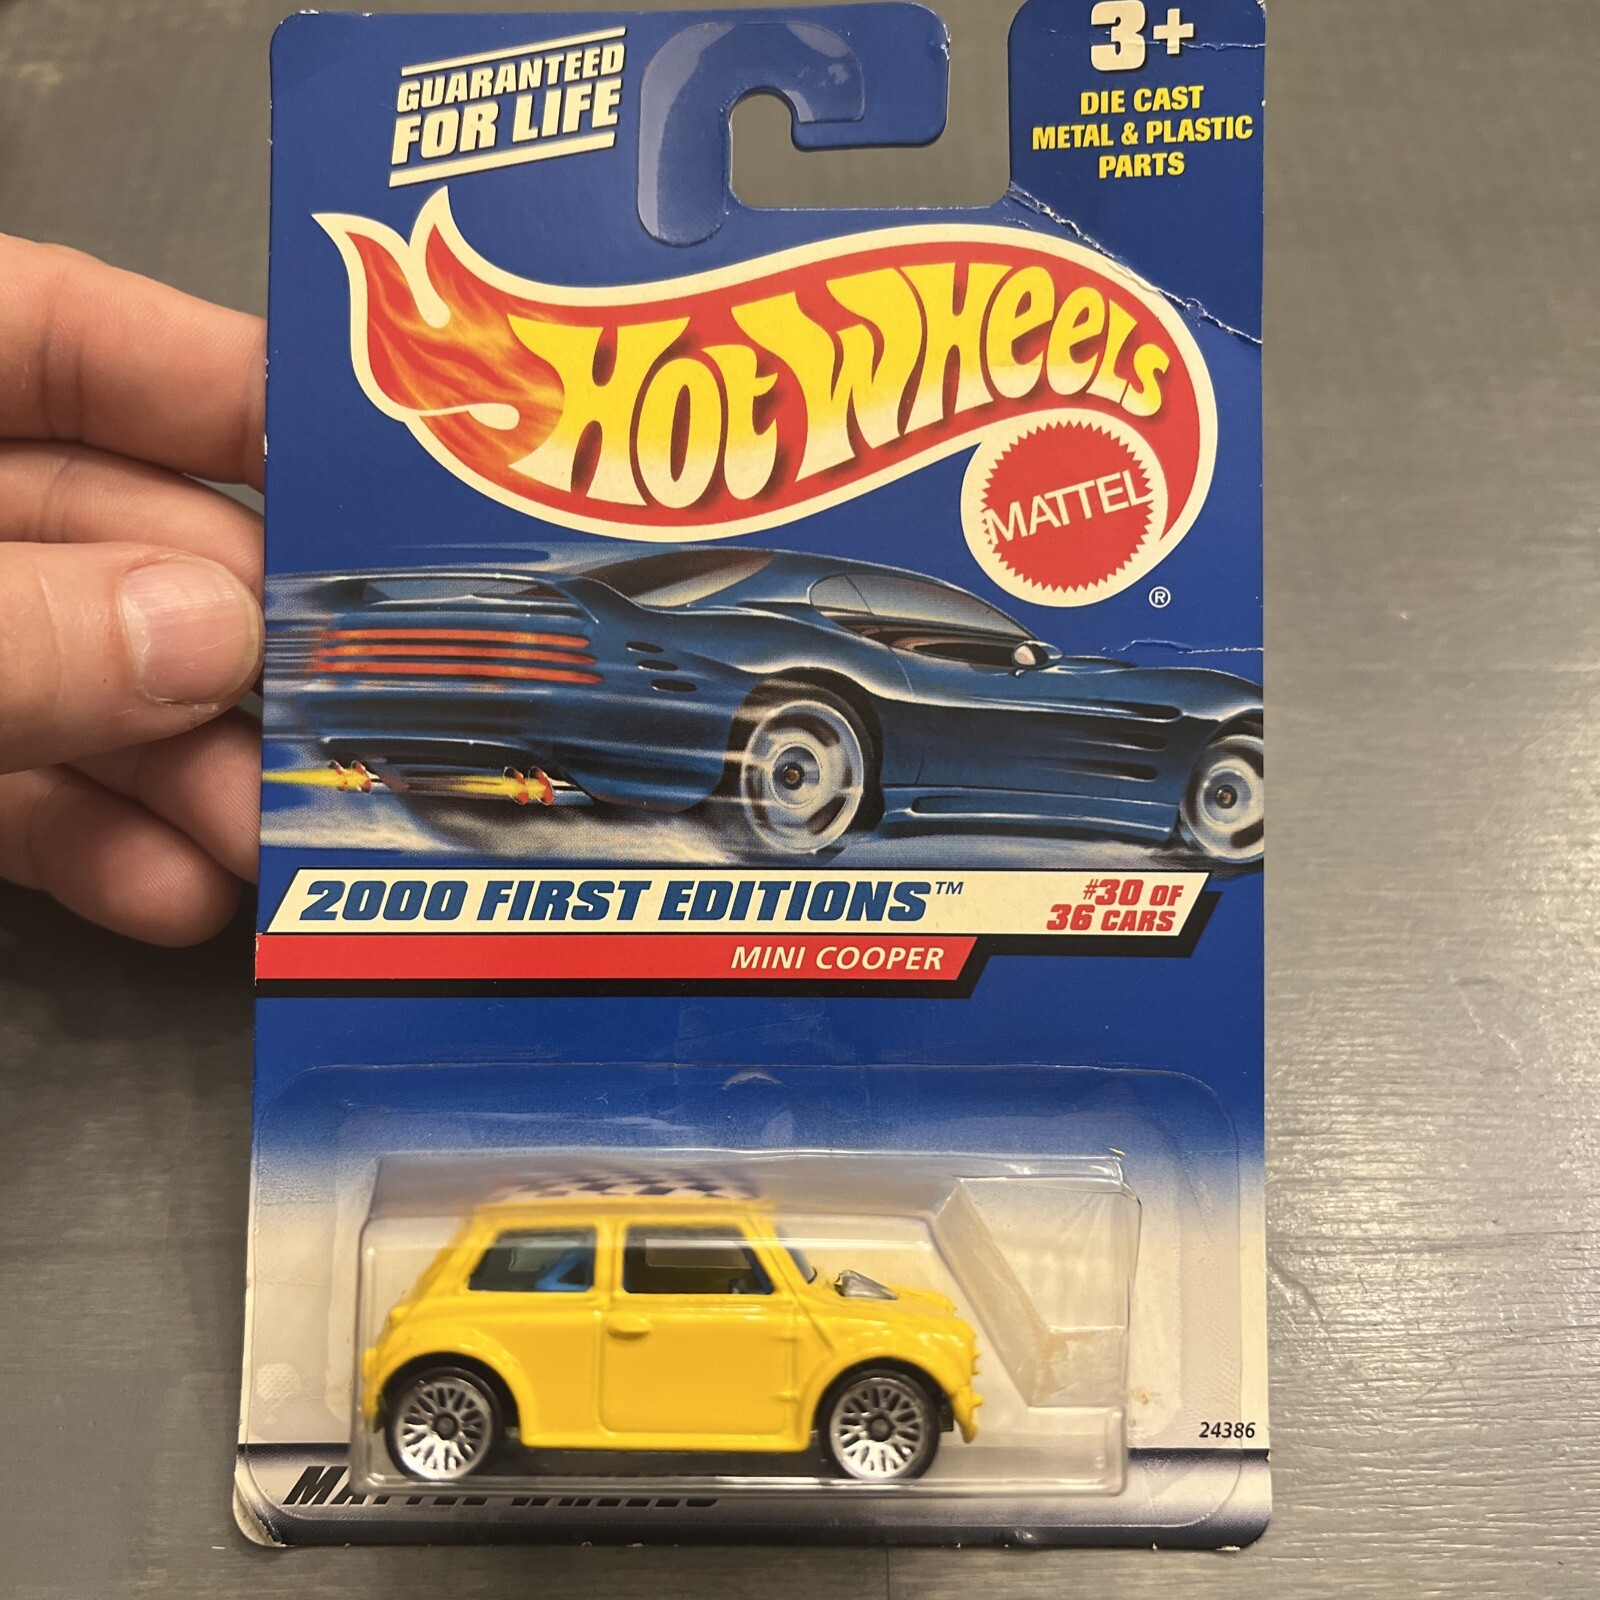 GUARANTEED
FOR LIFE
3+
DIE CAST
METAL & PLASTIC
PARTS
HOT WHEELS
MATTEL
®
2000 FIRST EDITIONS™
#30 OF
36 CARS
MINI COOPER
24386